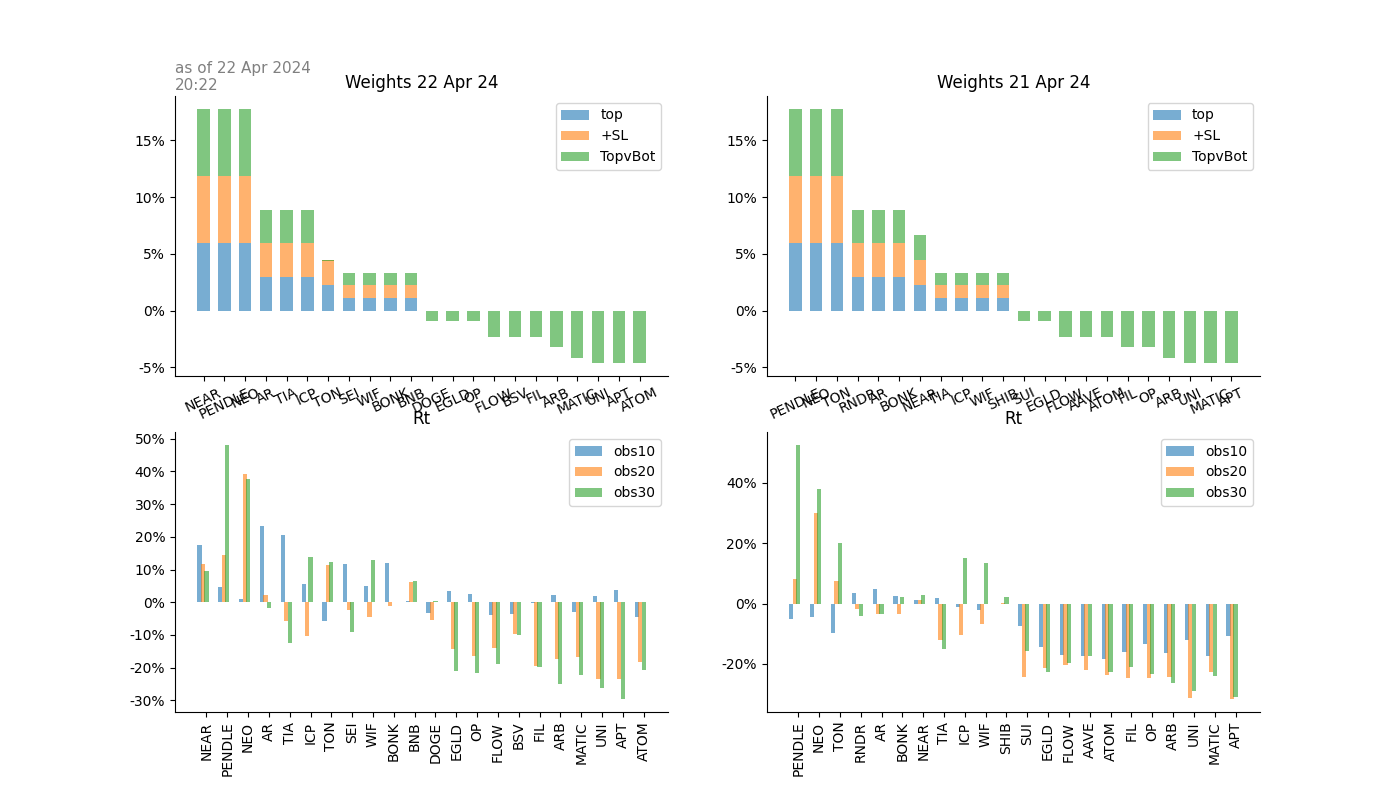 as of 22 Apr 2024
20:22
Weights 22 Apr 24
top
+SL
TopvBot
15%
10%
5%
0%
-5%
NEAR PENDLE NEO AR TIA ICP TON SEI WIF BONK BNB DOGE EGLD OP FLOW BSV FIL ARB MATIC UNI APT ATOM
Weights 21 Apr 24
top
+SL
TopvBot
15%
10%
5%
0%
-5%
PENDLE NEO TON RNDR AR BONK NEAR TIA ICP WIF SHIB SUI EGLD FLOW AAVE ATOM FIL OP ARB UNI MATIC APT
Rt
obs10
obs20
obs30
50%
40%
30%
20%
10%
0%
-10%
-20%
-30%
NEAR PENDLE NEO AR TIA ICP TON SEI WIF BONK BNB DOGE EGLD OP FLOW BSV FIL ARB MATIC UNI APT ATOM
Rt
obs10
obs20
obs30
40%
20%
0%
-20%
PENDLE NEO TON RNDR AR BONK NEAR TIA ICP WIF SHIB SUI EGLD FLOW AAVE ATOM FIL OP ARB UNI MATIC APT